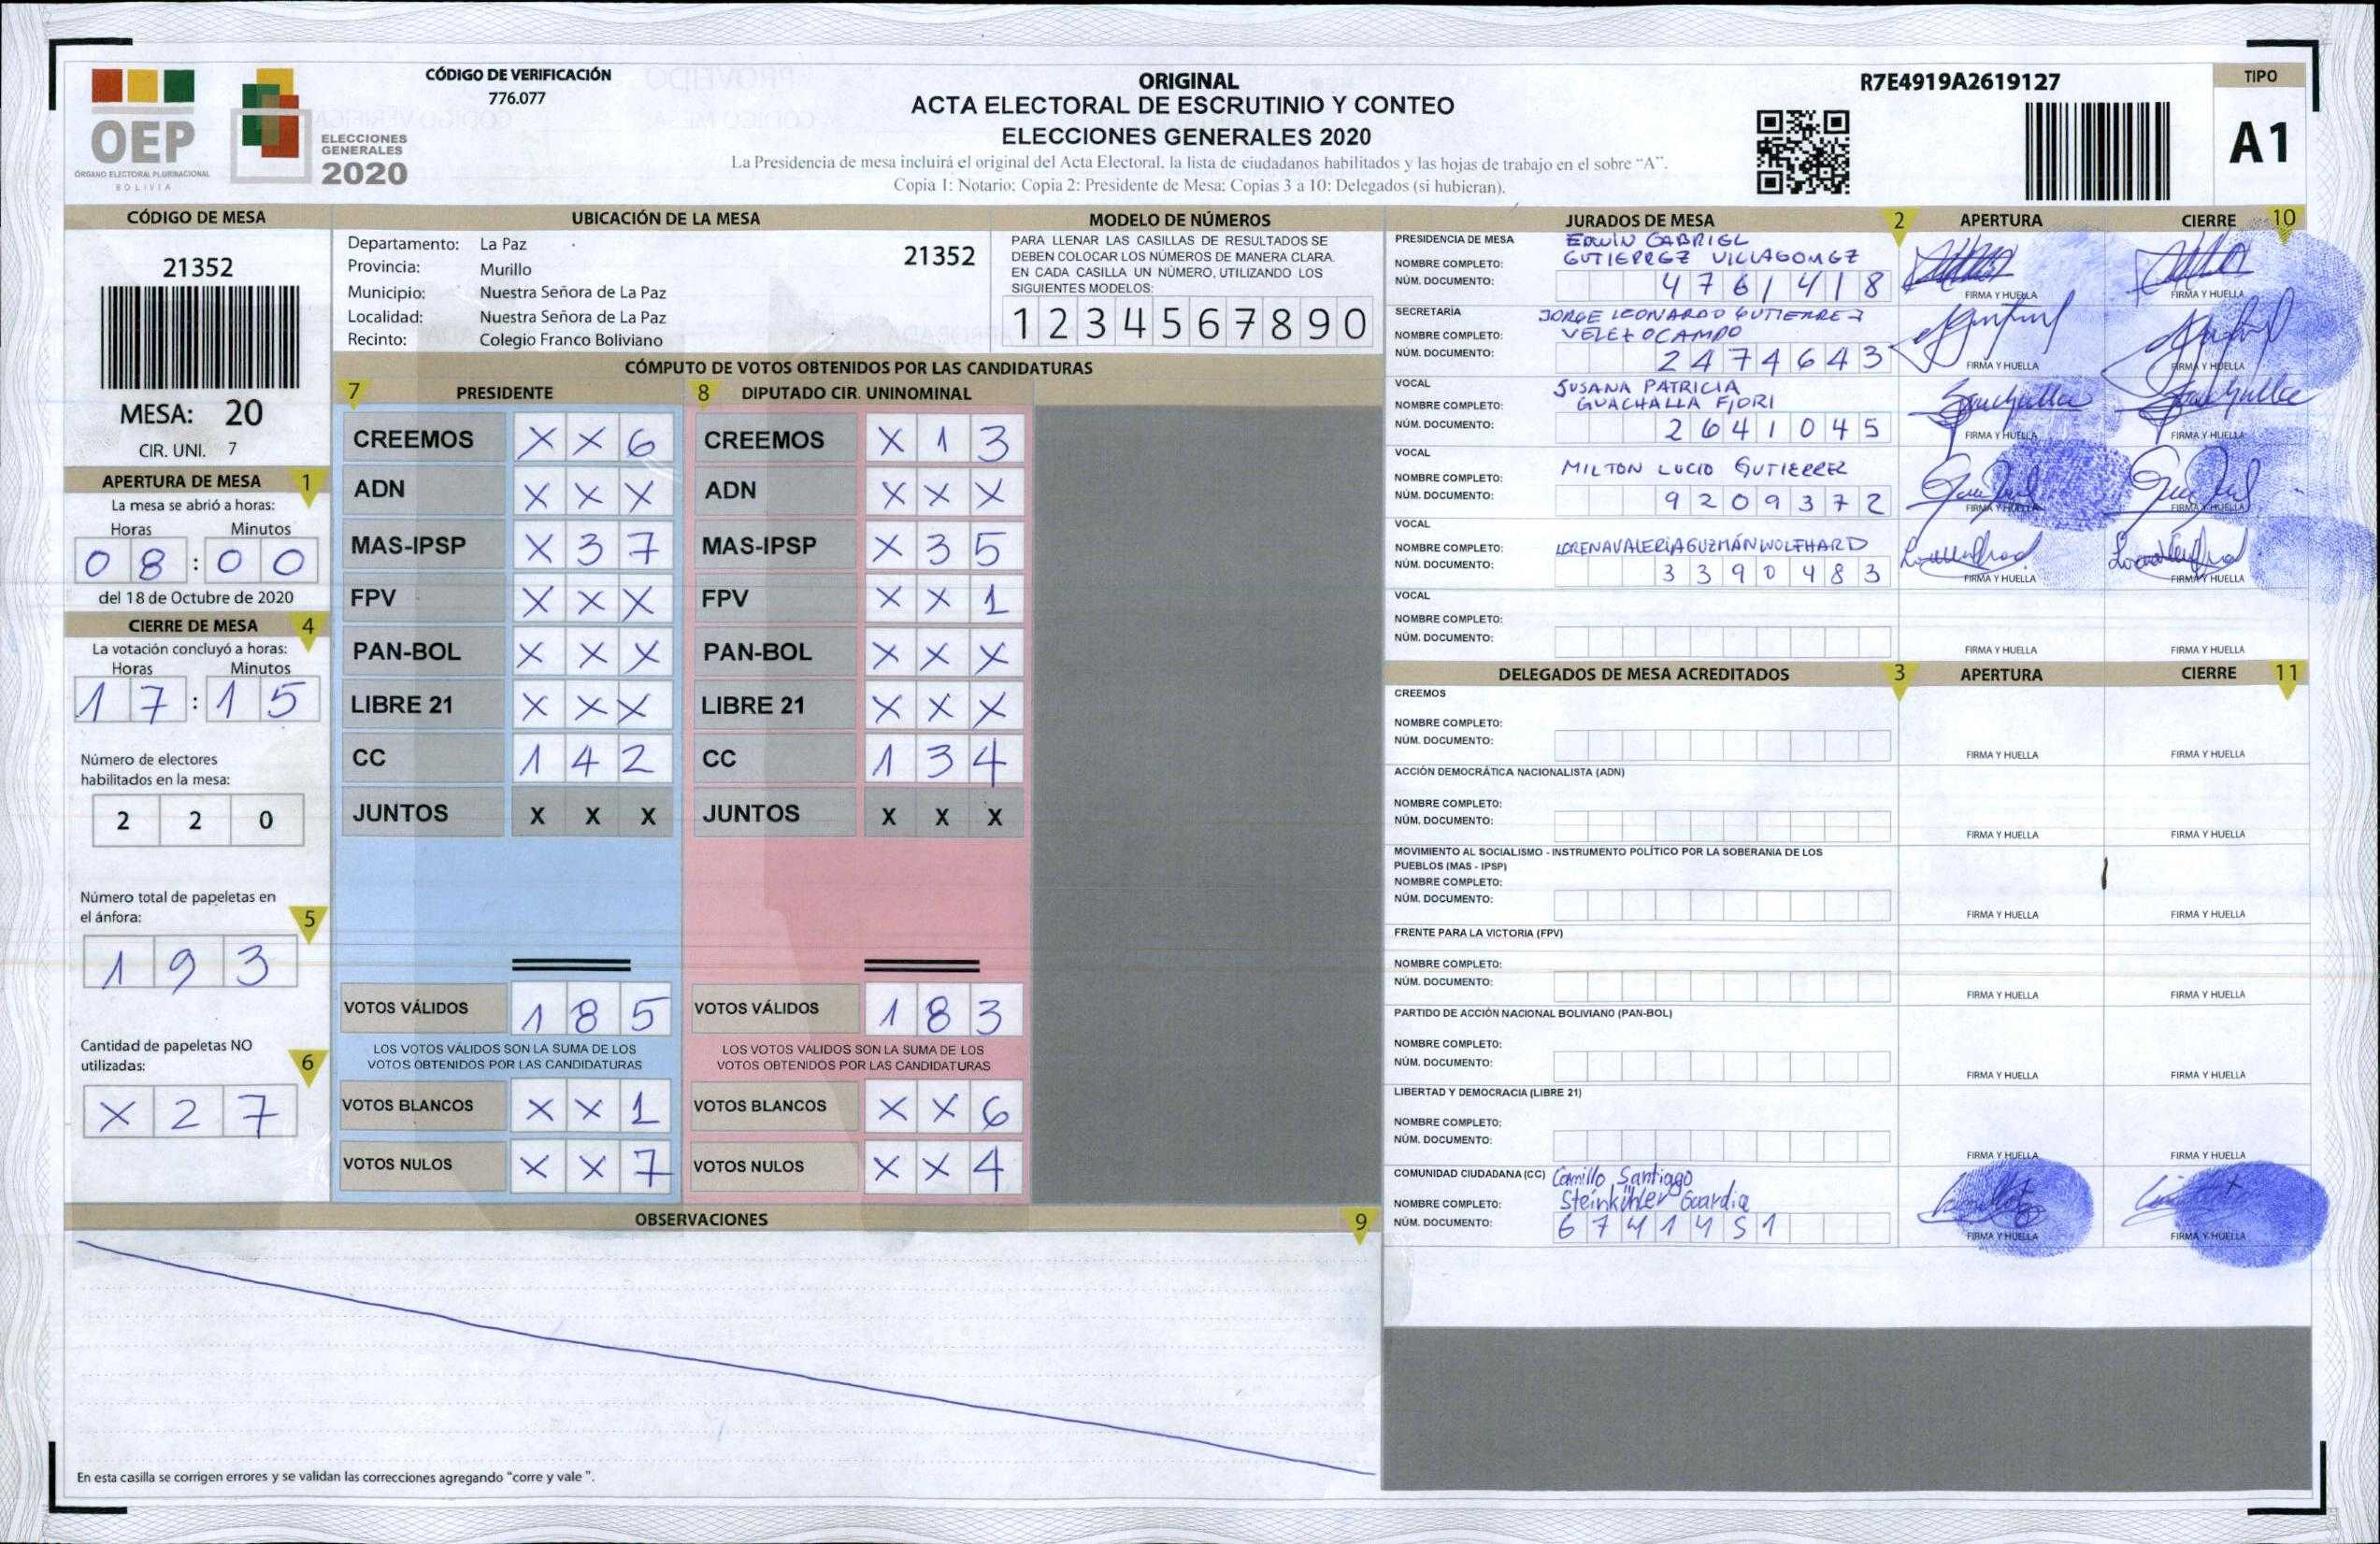 OEP
ÓRGANO ELECTORAL PLURINACIONAL
BOLIVIA
ELECCIONES
GENERALES
2020
CÓDIGO DE VERIFICACIÓN
776.077
ORIGINAL
ACTA ELECTORAL DE ESCRUTINIO Y CONTEO
ELECCIONES GENERALES 2020
La Presidencia de mesa incluirá el original del Acta Electoral, la lista de ciudadanos habilitados y las hojas de trabajo en el sobre "A".
Copia 1: Notario; Copia 2: Presidente de Mesa; Copias 3 a 10: Delegados (si hubieran).
R7E4919A2619127
TIPO
A1
CÓDIGO DE MESA
21352
MESA: 20
CIR. UNI. 7
APERTURA DE MESA 1
La mesa se abrió a horas:
Horas Minutos
0 8 : 0 0
del 18 de Octubre de 2020
CIERRE DE MESA 4
La votación concluyó a horas:
Horas Minutos
1 7 : 1 5
Número de electores
habilitados en la mesa:
2 2 0
Número total de papeletas en
el ánfora: 5
1 9 3
Cantidad de papeletas NO
utilizadas: 6
X 2 7
UBICACIÓN DE LA MESA
Departamento: La Paz 21352
Provincia: Murillo
Municipio: Nuestra Señora de La Paz
Localidad: Nuestra Señora de La Paz
Recinto: Colegio Franco Boliviano
MODELO DE NÚMEROS
PARA LLENAR LAS CASILLAS DE RESULTADOS SE
DEBEN COLOCAR LOS NÚMEROS DE MANERA CLARA.
EN CADA CASILLA UN NÚMERO, UTILIZANDO LOS
SIGUIENTES MODELOS:
1 2 3 4 5 6 7 8 9 0
CÓMPUTO DE VOTOS OBTENIDOS POR LAS CANDIDATURAS
7 PRESIDENTE 8 DIPUTADO CIR. UNINOMINAL
CREEMOS X X 6 CREEMOS X 1 3
ADN X X X ADN X X X
MAS-IPSP X 3 7 MAS-IPSP X 3 5
FPV X X X FPV X X 1
PAN-BOL X X X PAN-BOL X X X
LIBRE 21 X X X LIBRE 21 X X X
CC 1 4 2 CC 1 3 4
JUNTOS X X X JUNTOS X X X
VOTOS VÁLIDOS 1 8 5 VOTOS VÁLIDOS 1 8 3
LOS VOTOS VÁLIDOS SON LA SUMA DE LOS LOS VOTOS VÁLIDOS SON LA SUMA DE LOS
VOTOS OBTENIDOS POR LAS CANDIDATURAS VOTOS OBTENIDOS POR LAS CANDIDATURAS
VOTOS BLANCOS X X 1 VOTOS BLANCOS X X 6
VOTOS NULOS X X 7 VOTOS NULOS X X 4
OBSERVACIONES 9
En esta casilla se corrigen errores y se validan las correcciones agregando "corre y vale ".
JURADOS DE MESA 2 APERTURA CIERRE 10
PRESIDENCIA DE MESA EDWIN GABRIEL
NOMBRE COMPLETO: GUTIERREZ VILLAGOMEZ
NÚM. DOCUMENTO: 4 7 6 1 4 1 8 FIRMA Y HUELLA FIRMA Y HUELLA
SECRETARÍA JORGE LEONARDO GUTIERREZ
NOMBRE COMPLETO: VELEZ OCAMPO
NÚM. DOCUMENTO: 2 4 7 4 6 4 3 FIRMA Y HUELLA FIRMA Y HUELLA
VOCAL SUSANA PATRICIA
NOMBRE COMPLETO: GUACHALLA FIORI
NÚM. DOCUMENTO: 2 6 4 1 0 4 5 FIRMA Y HUELLA FIRMA Y HUELLA
VOCAL
NOMBRE COMPLETO: MILTON LUCIO GUTIERREZ
NÚM. DOCUMENTO: 9 2 0 9 3 7 2 FIRMA Y HUELLA FIRMA Y HUELLA
VOCAL
NOMBRE COMPLETO: LORENA VALERIA GUZMÁN WOLFHARD
NÚM. DOCUMENTO: 3 3 9 0 4 8 3 FIRMA Y HUELLA FIRMA Y HUELLA
VOCAL
NOMBRE COMPLETO:
NÚM. DOCUMENTO: FIRMA Y HUELLA FIRMA Y HUELLA
DELEGADOS DE MESA ACREDITADOS 3 APERTURA CIERRE 11
CREEMOS
NOMBRE COMPLETO:
NÚM. DOCUMENTO: FIRMA Y HUELLA FIRMA Y HUELLA
ACCIÓN DEMOCRÁTICA NACIONALISTA (ADN)
NOMBRE COMPLETO:
NÚM. DOCUMENTO: FIRMA Y HUELLA FIRMA Y HUELLA
MOVIMIENTO AL SOCIALISMO - INSTRUMENTO POLÍTICO POR LA SOBERANIA DE LOS
PUEBLOS (MAS - IPSP)
NOMBRE COMPLETO:
NÚM. DOCUMENTO: FIRMA Y HUELLA FIRMA Y HUELLA
FRENTE PARA LA VICTORIA (FPV)
NOMBRE COMPLETO:
NÚM. DOCUMENTO: FIRMA Y HUELLA FIRMA Y HUELLA
PARTIDO DE ACCIÓN NACIONAL BOLIVIANO (PAN-BOL)
NOMBRE COMPLETO:
NÚM. DOCUMENTO: FIRMA Y HUELLA FIRMA Y HUELLA
LIBERTAD Y DEMOCRACIA (LIBRE 21)
NOMBRE COMPLETO:
NÚM. DOCUMENTO: FIRMA Y HUELLA FIRMA Y HUELLA
COMUNIDAD CIUDADANA (CC) Camillo Santiago
NOMBRE COMPLETO: Steinkühler Guardia
NÚM. DOCUMENTO: 6 7 4 1 4 5 1 FIRMA Y HUELLA FIRMA Y HUELLA